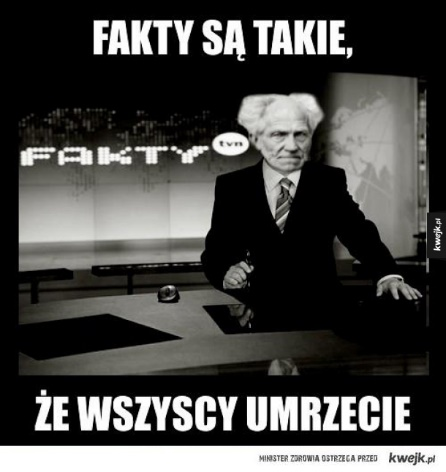 FAKTY SĄ TAKIE,
FAKTY tvn
kwejk.pl
ŻE WSZYSCY UMRZECIE
MINISTER ZDROWIA OSTRZEGA PRZED kwejk.pl